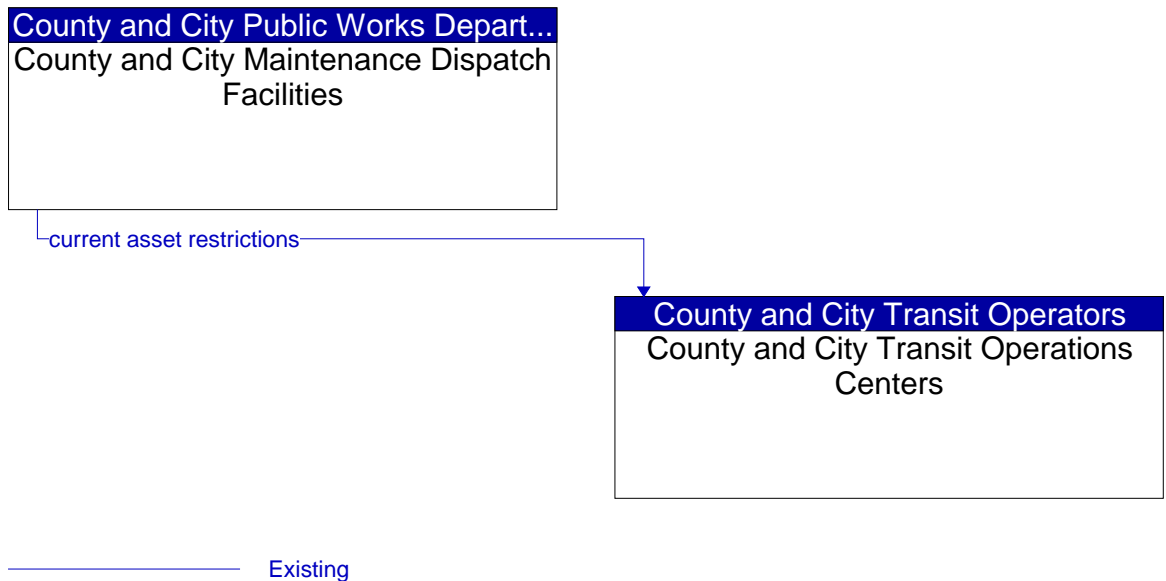 County and City Public Works Depart...
County and City Maintenance Dispatch
Facilities
current asset restrictions
County and City Transit Operators
County and City Transit Operations
Centers
Existing